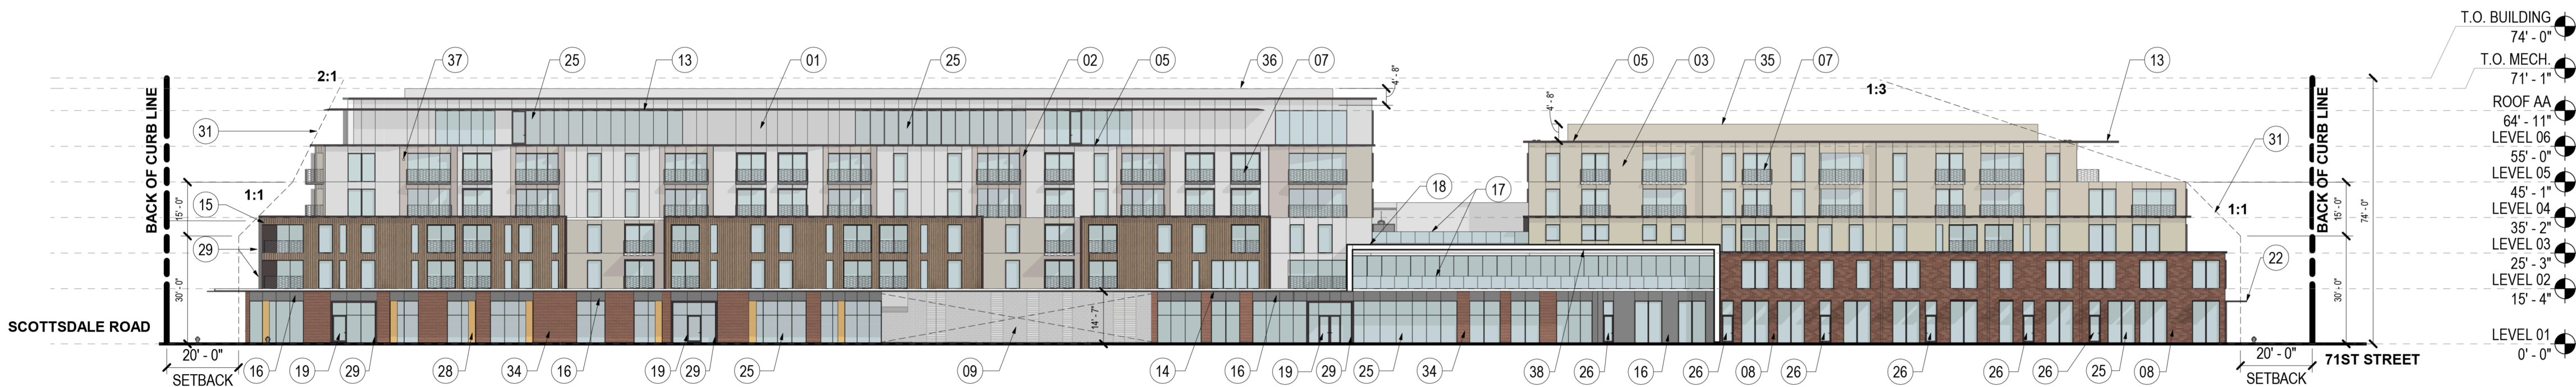 T.O. BUILDING
74' - 0"
T.O. MECH.
71' - 1"
ROOF AA
64' - 11"
LEVEL 06
55' - 0"
LEVEL 05
45' - 1"
LEVEL 04
35' - 2"
LEVEL 03
25' - 3"
LEVEL 02
15' - 4"
LEVEL 01
0' - 0"
37 25 13 01 25 02 05 36 07 05 03 35 07 13
2:1
1:3
4' - 8"
4' - 8"
BACK OF CURB LINE
BACK OF CURB LINE
31
31
1:1
1:1
15
18
17
15' - 0"
15' - 0"
74' - 0"
29
22
30' - 0"
30' - 0"
14' - 7"
SCOTTSDALE ROAD
71ST STREET
20' - 0"
20' - 0"
SETBACK
SETBACK
16 19 29 28 34 16 19 29 25 09 14 16 19 29 25 34 38 26 16 26 08 26 26 26 26 25 08